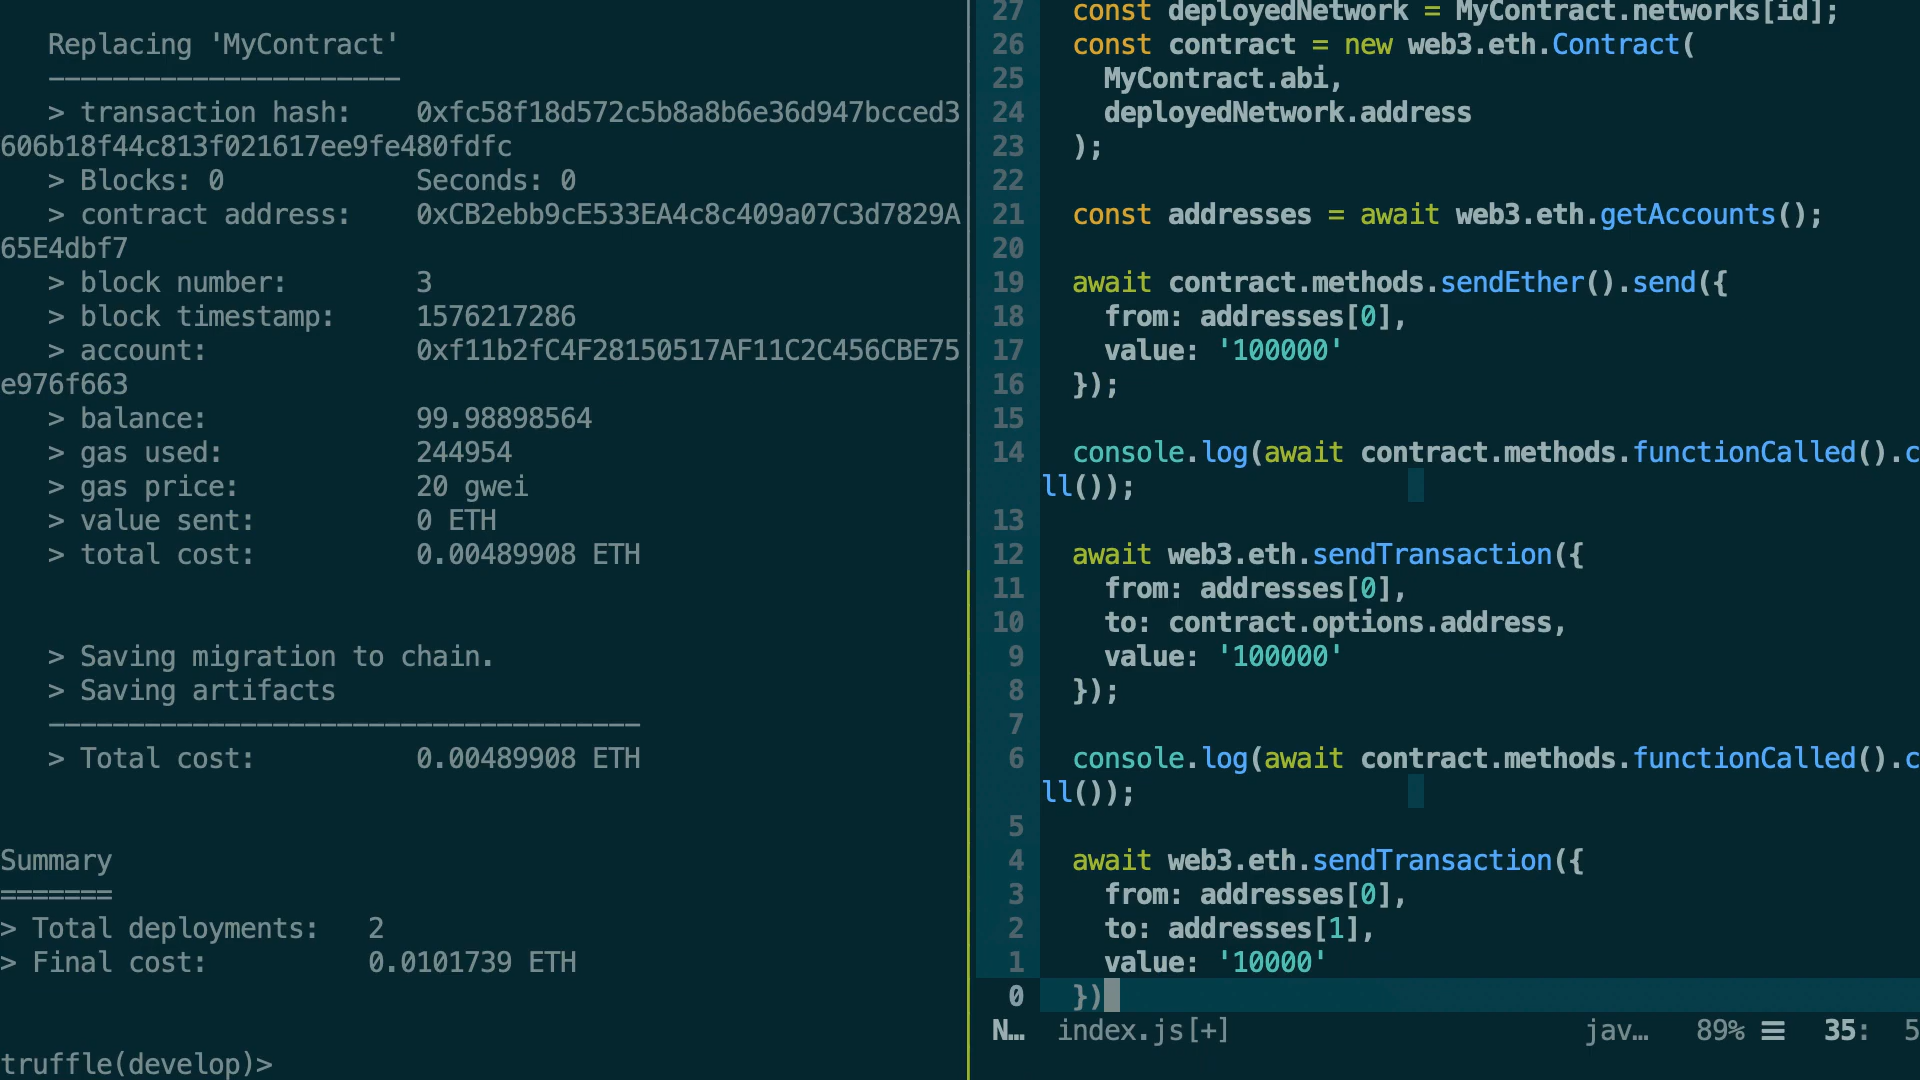 Replacing 'MyContract'
----------------------
> transaction hash:    0xfc58f18d572c5b8a8b6e36d947bcced3
606b18f44c813f021617ee9fe480fdfc
> Blocks: 0            Seconds: 0
> contract address:    0xCB2ebb9cE533EA4c8c409a07C3d7829A
65E4dbf7
> block number:        3
> block timestamp:     1576217286
> account:             0xf11b2fC4F28150517AF11C2C456CBE75
e976f663
> balance:             99.98898564
> gas used:            244954
> gas price:           20 gwei
> value sent:          0 ETH
> total cost:          0.00489908 ETH
> Saving migration to chain.
> Saving artifacts
-------------------------------------
> Total cost:          0.00489908 ETH
Summary
=======
> Total deployments:   2
> Final cost:          0.0101739 ETH
truffle(develop)>
27 const deployedNetwork = MyContract.networks[id];
26 const contract = new web3.eth.Contract(
25   MyContract.abi,
24   deployedNetwork.address
23 );
22
21 const addresses = await web3.eth.getAccounts();
20
19 await contract.methods.sendEther().send({
18   from: addresses[0],
17   value: '100000'
16 });
15
14 console.log(await contract.methods.functionCalled().c
ll());
13
12 await web3.eth.sendTransaction({
11   from: addresses[0],
10   to: contract.options.address,
9   value: '100000'
8 });
7
6 console.log(await contract.methods.functionCalled().c
ll());
5
4 await web3.eth.sendTransaction({
3   from: addresses[0],
2   to: addresses[1],
1   value: '10000'
0 })
N… index.js[+] jav… 89% ☰ 35: 5